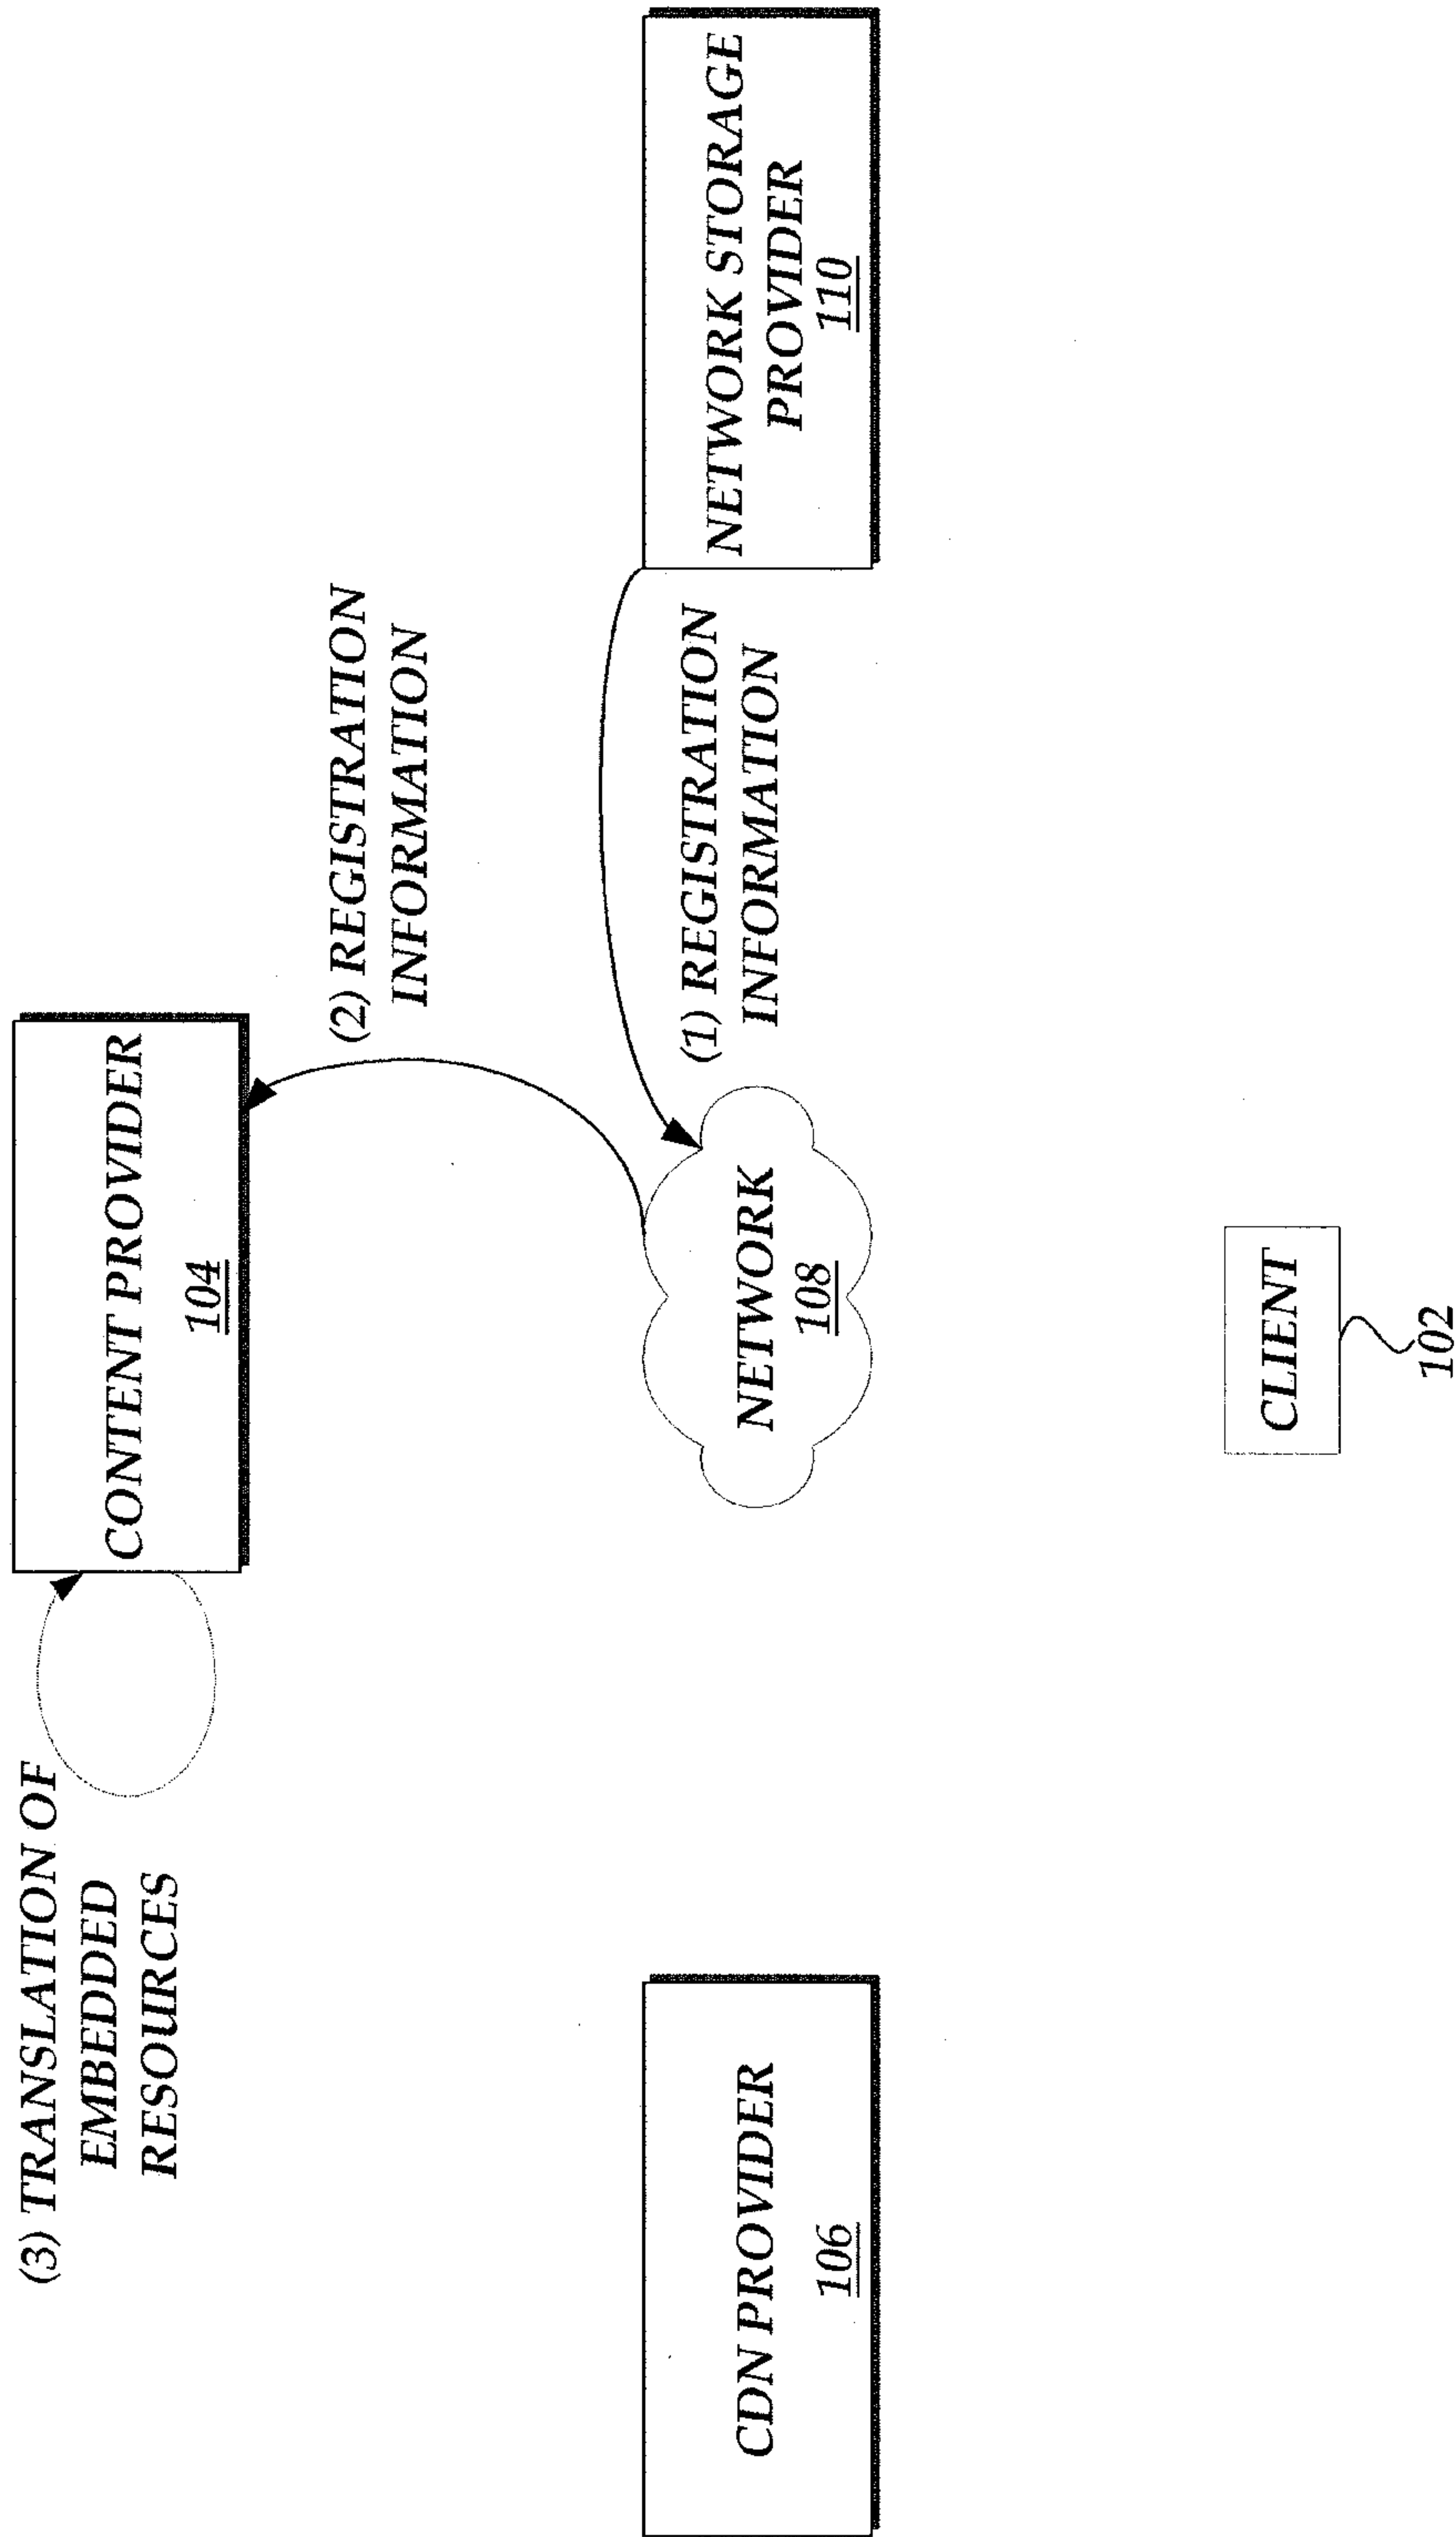 (3) TRANSLATION OF
EMBEDDED
RESOURCES
CONTENT PROVIDER
104
(2) REGISTRATION
INFORMATION
CDN PROVIDER
106
NETWORK
108
(1) REGISTRATION
INFORMATION
NETWORK STORAGE
PROVIDER
110
CLIENT
102